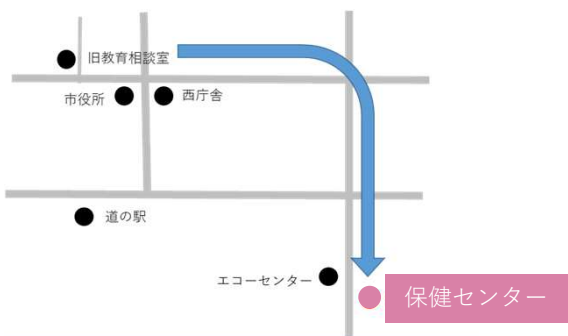 旧教育相談室
市役所
西庁舎
道の駅
エコーセンター
保健センター